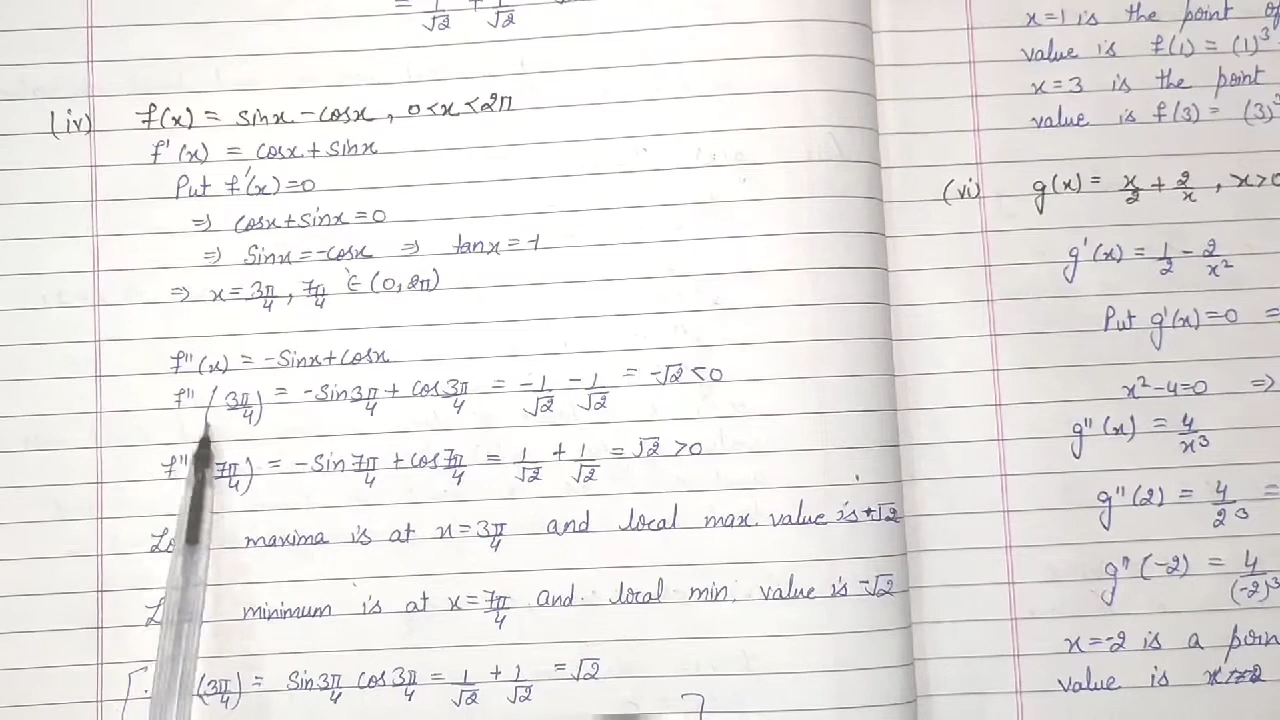 = 1/√2 + 1/√2
(iv) f(x) = sinx - cosx, 0<x<2π
f'(x) = cosx + sinx
Put f'(x)=0
⇒ cosx+sinx=0
⇒ Sinx=-cosx ⇒ tanx=-1
⇒ x=3π/4, 7π/4 ∈ (0, 2π)
f''(x) = -Sinx+cosx
f''(3π/4) = -Sin3π/4 + cos3π/4 = -1/√2 - 1/√2 = -√2<0
f'' 7π/4) = -Sin7π/4 + cos7π/4 = 1/√2 + 1/√2 = √2>0
maxima is at x=3π/4 and local max. value is √2
minimum is at x=7π/4 and local min. value is -√2
(3π/4) = Sin3π/4 cos3π/4 = 1/√2 + 1/√2 = √2
x=1 is the point of
value is f(1) = (1)³
x=3 is the point
value is f(3) = (3)
(vi) g(x) = x/2 + 2/x, x>0
g'(x) = 1/2 - 2/x²
Put g'(x)=0 =
x²-4=0 ⇒
g''(x) = 4/x³
g''(2) = 4/2³ =
g''(-2) = 4/(-2)³
x=-2 is a poin
value is